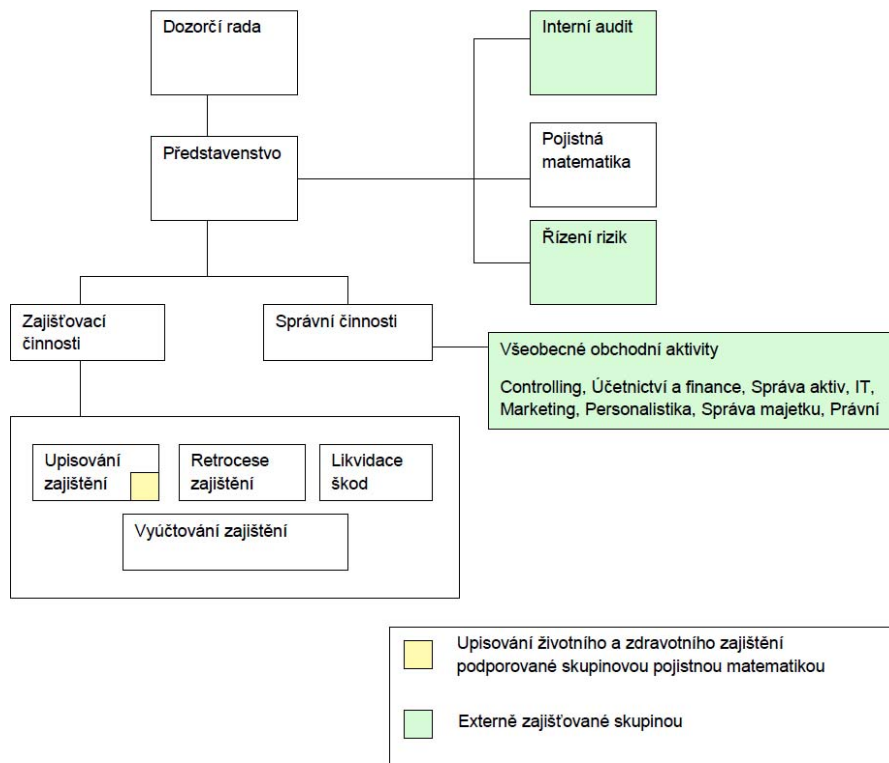 Dozorčí rada
Interní audit
Představenstvo
Pojistná
matematika
Řízení rizik
Zajišťovací
činnosti
Správní činnosti
Všeobecné obchodní aktivity
Controlling, Účetnictví a finance, Správa aktiv, IT,
Marketing, Personalistika, Správa majetku, Právní
Upisování
zajištění
Retrocese
zajištění
Likvidace
škod
Vyúčtování zajištění
Upisování životního a zdravotního zajištění
podporované skupinovou pojistnou matematikou
Externě zajišťované skupinou